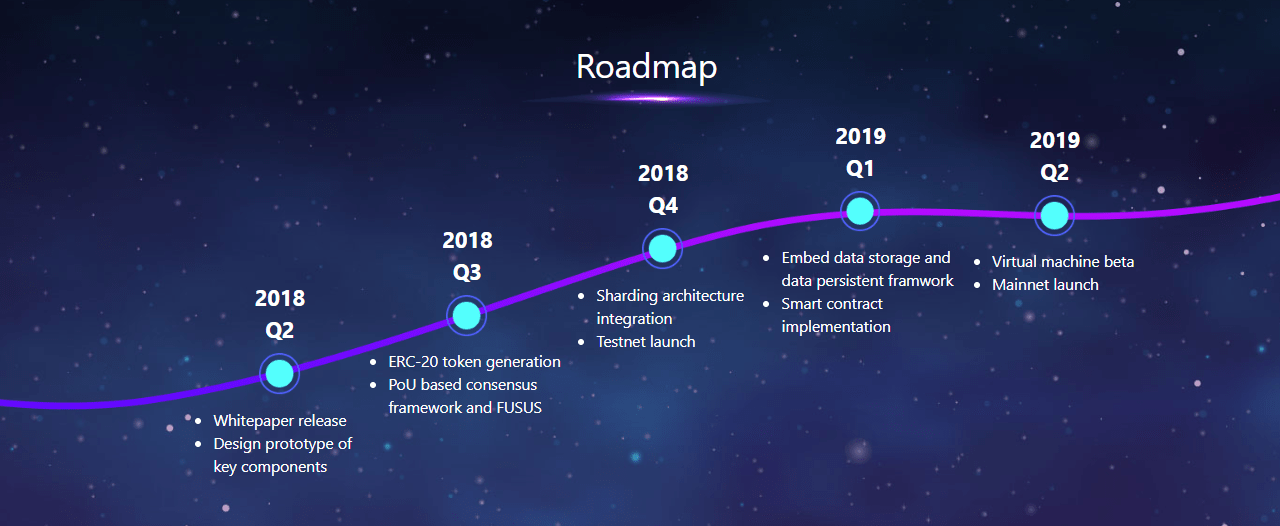 Roadmap
2018
Q2
Whitepaper release
Design prototype of
key components
2018
Q3
ERC-20 token generation
PoU based consensus
framework and FUSUS
2018
Q4
Sharding architecture
integration
Testnet launch
2019
Q1
Embed data storage and
data persistent framwork
Smart contract
implementation
2019
Q2
Virtual machine beta
Mainnet launch